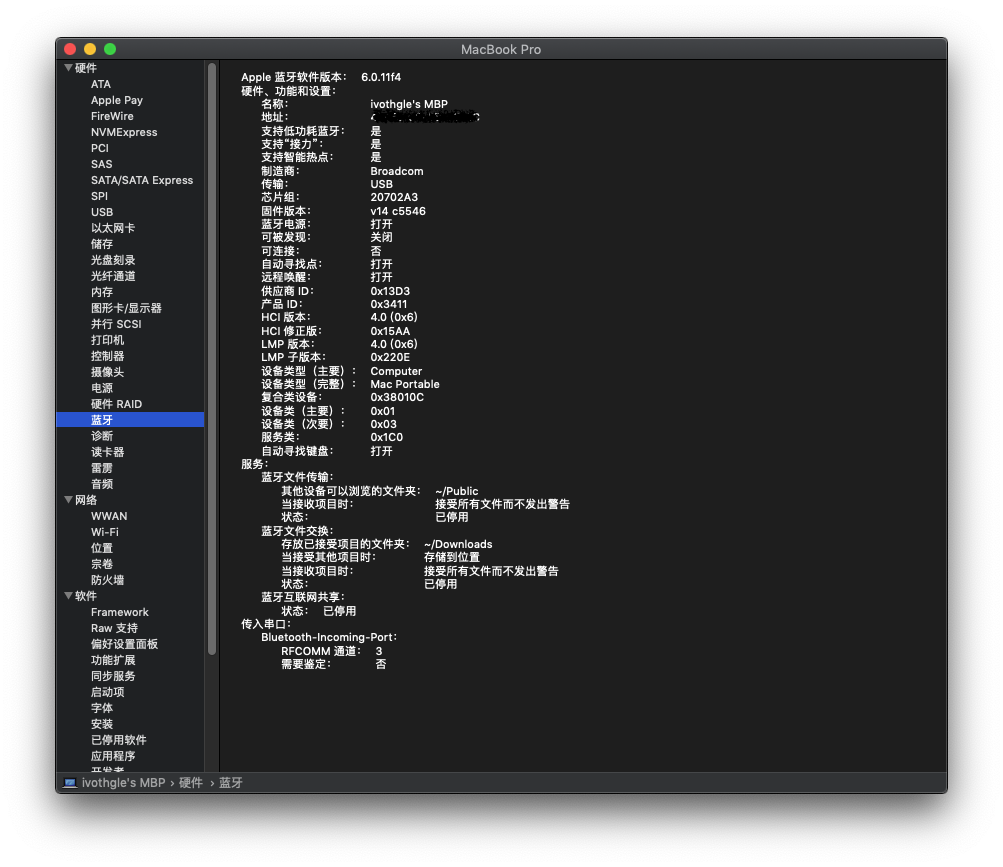 MacBook Pro
硬件
ATA
Apple Pay
FireWire
NVMExpress
PCI
SAS
SATA/SATA Express
SPI
USB
以太网卡
储存
光盘刻录
光纤通道
内存
图形卡/显示器
并行 SCSI
打印机
控制器
摄像头
电源
硬件 RAID
蓝牙
诊断
读卡器
雷雳
音频
网络
WWAN
Wi-Fi
位置
宗卷
防火墙
软件
Framework
Raw 支持
偏好设置面板
功能扩展
同步服务
启动项
字体
安装
已停用软件
应用程序
开发者
Apple 蓝牙软件版本： 6.0.11f4
硬件、功能和设置：
名称： ivothgle's MBP
地址：
支持低功耗蓝牙： 是
支持“接力”： 是
支持智能热点： 是
制造商： Broadcom
传输： USB
芯片组： 20702A3
固件版本： v14 c5546
蓝牙电源： 打开
可被发现： 关闭
可连接： 否
自动寻找点： 打开
远程唤醒： 打开
供应商 ID： 0x13D3
产品 ID： 0x3411
HCI 版本： 4.0 (0x6)
HCI 修正版： 0x15AA
LMP 版本： 4.0 (0x6)
LMP 子版本： 0x220E
设备类型（主要）： Computer
设备类型（完整）： Mac Portable
复合类设备： 0x38010C
设备类（主要）： 0x01
设备类（次要）： 0x03
服务类： 0x1C0
自动寻找键盘： 打开
服务：
蓝牙文件传输：
其他设备可以浏览的文件夹： ~/Public
当接收项目时： 接受所有文件而不发出警告
状态： 已停用
蓝牙文件交换：
存放已接受项目的文件夹： ~/Downloads
当接受其他项目时： 存储到位置
当接收项目时： 接受所有文件而不发出警告
状态： 已停用
蓝牙互联网共享：
状态： 已停用
传入串口：
Bluetooth-Incoming-Port：
RFCOMM 通道： 3
需要鉴定： 否
ivothgle's MBP › 硬件 › 蓝牙